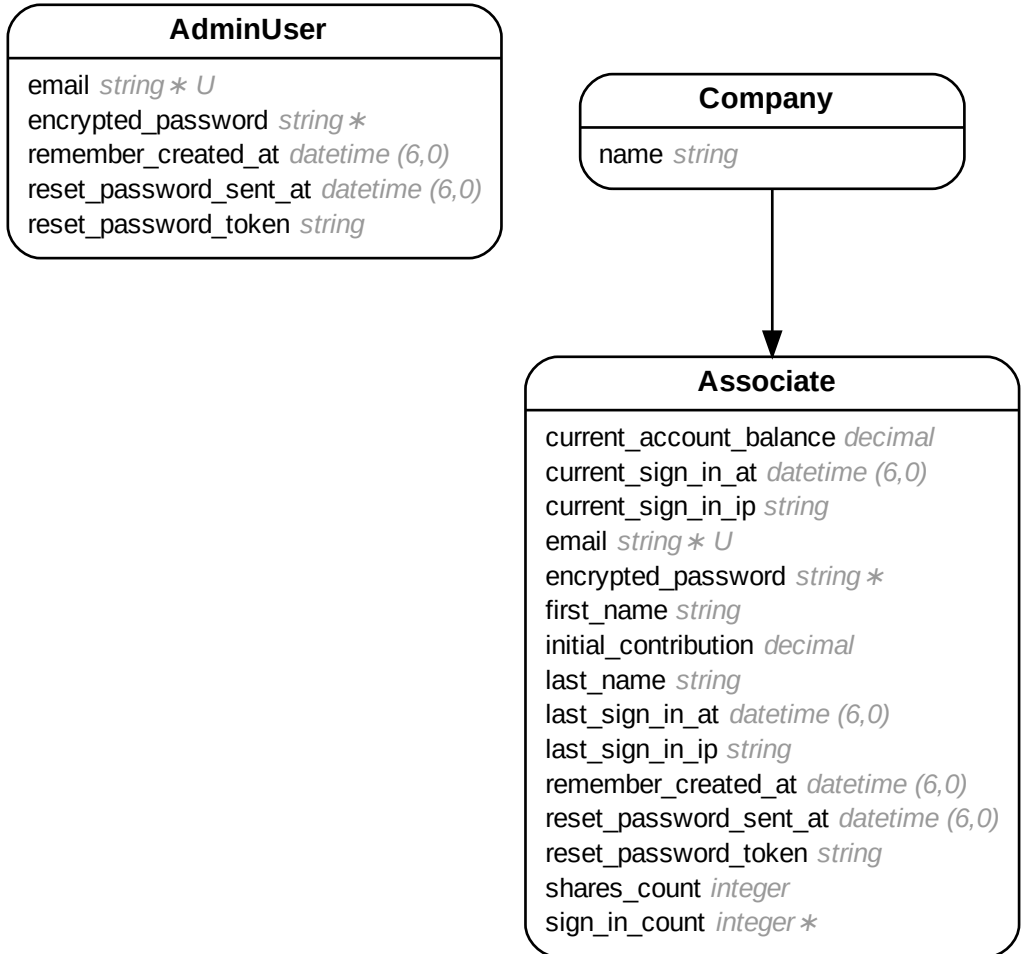 AdminUser
email string ∗ U
encrypted_password string ∗
remember_created_at datetime (6,0)
reset_password_sent_at datetime (6,0)
reset_password_token string
Company
name string
Associate
current_account_balance decimal
current_sign_in_at datetime (6,0)
current_sign_in_ip string
email string ∗ U
encrypted_password string ∗
first_name string
initial_contribution decimal
last_name string
last_sign_in_at datetime (6,0)
last_sign_in_ip string
remember_created_at datetime (6,0)
reset_password_sent_at datetime (6,0)
reset_password_token string
shares_count integer
sign_in_count integer ∗